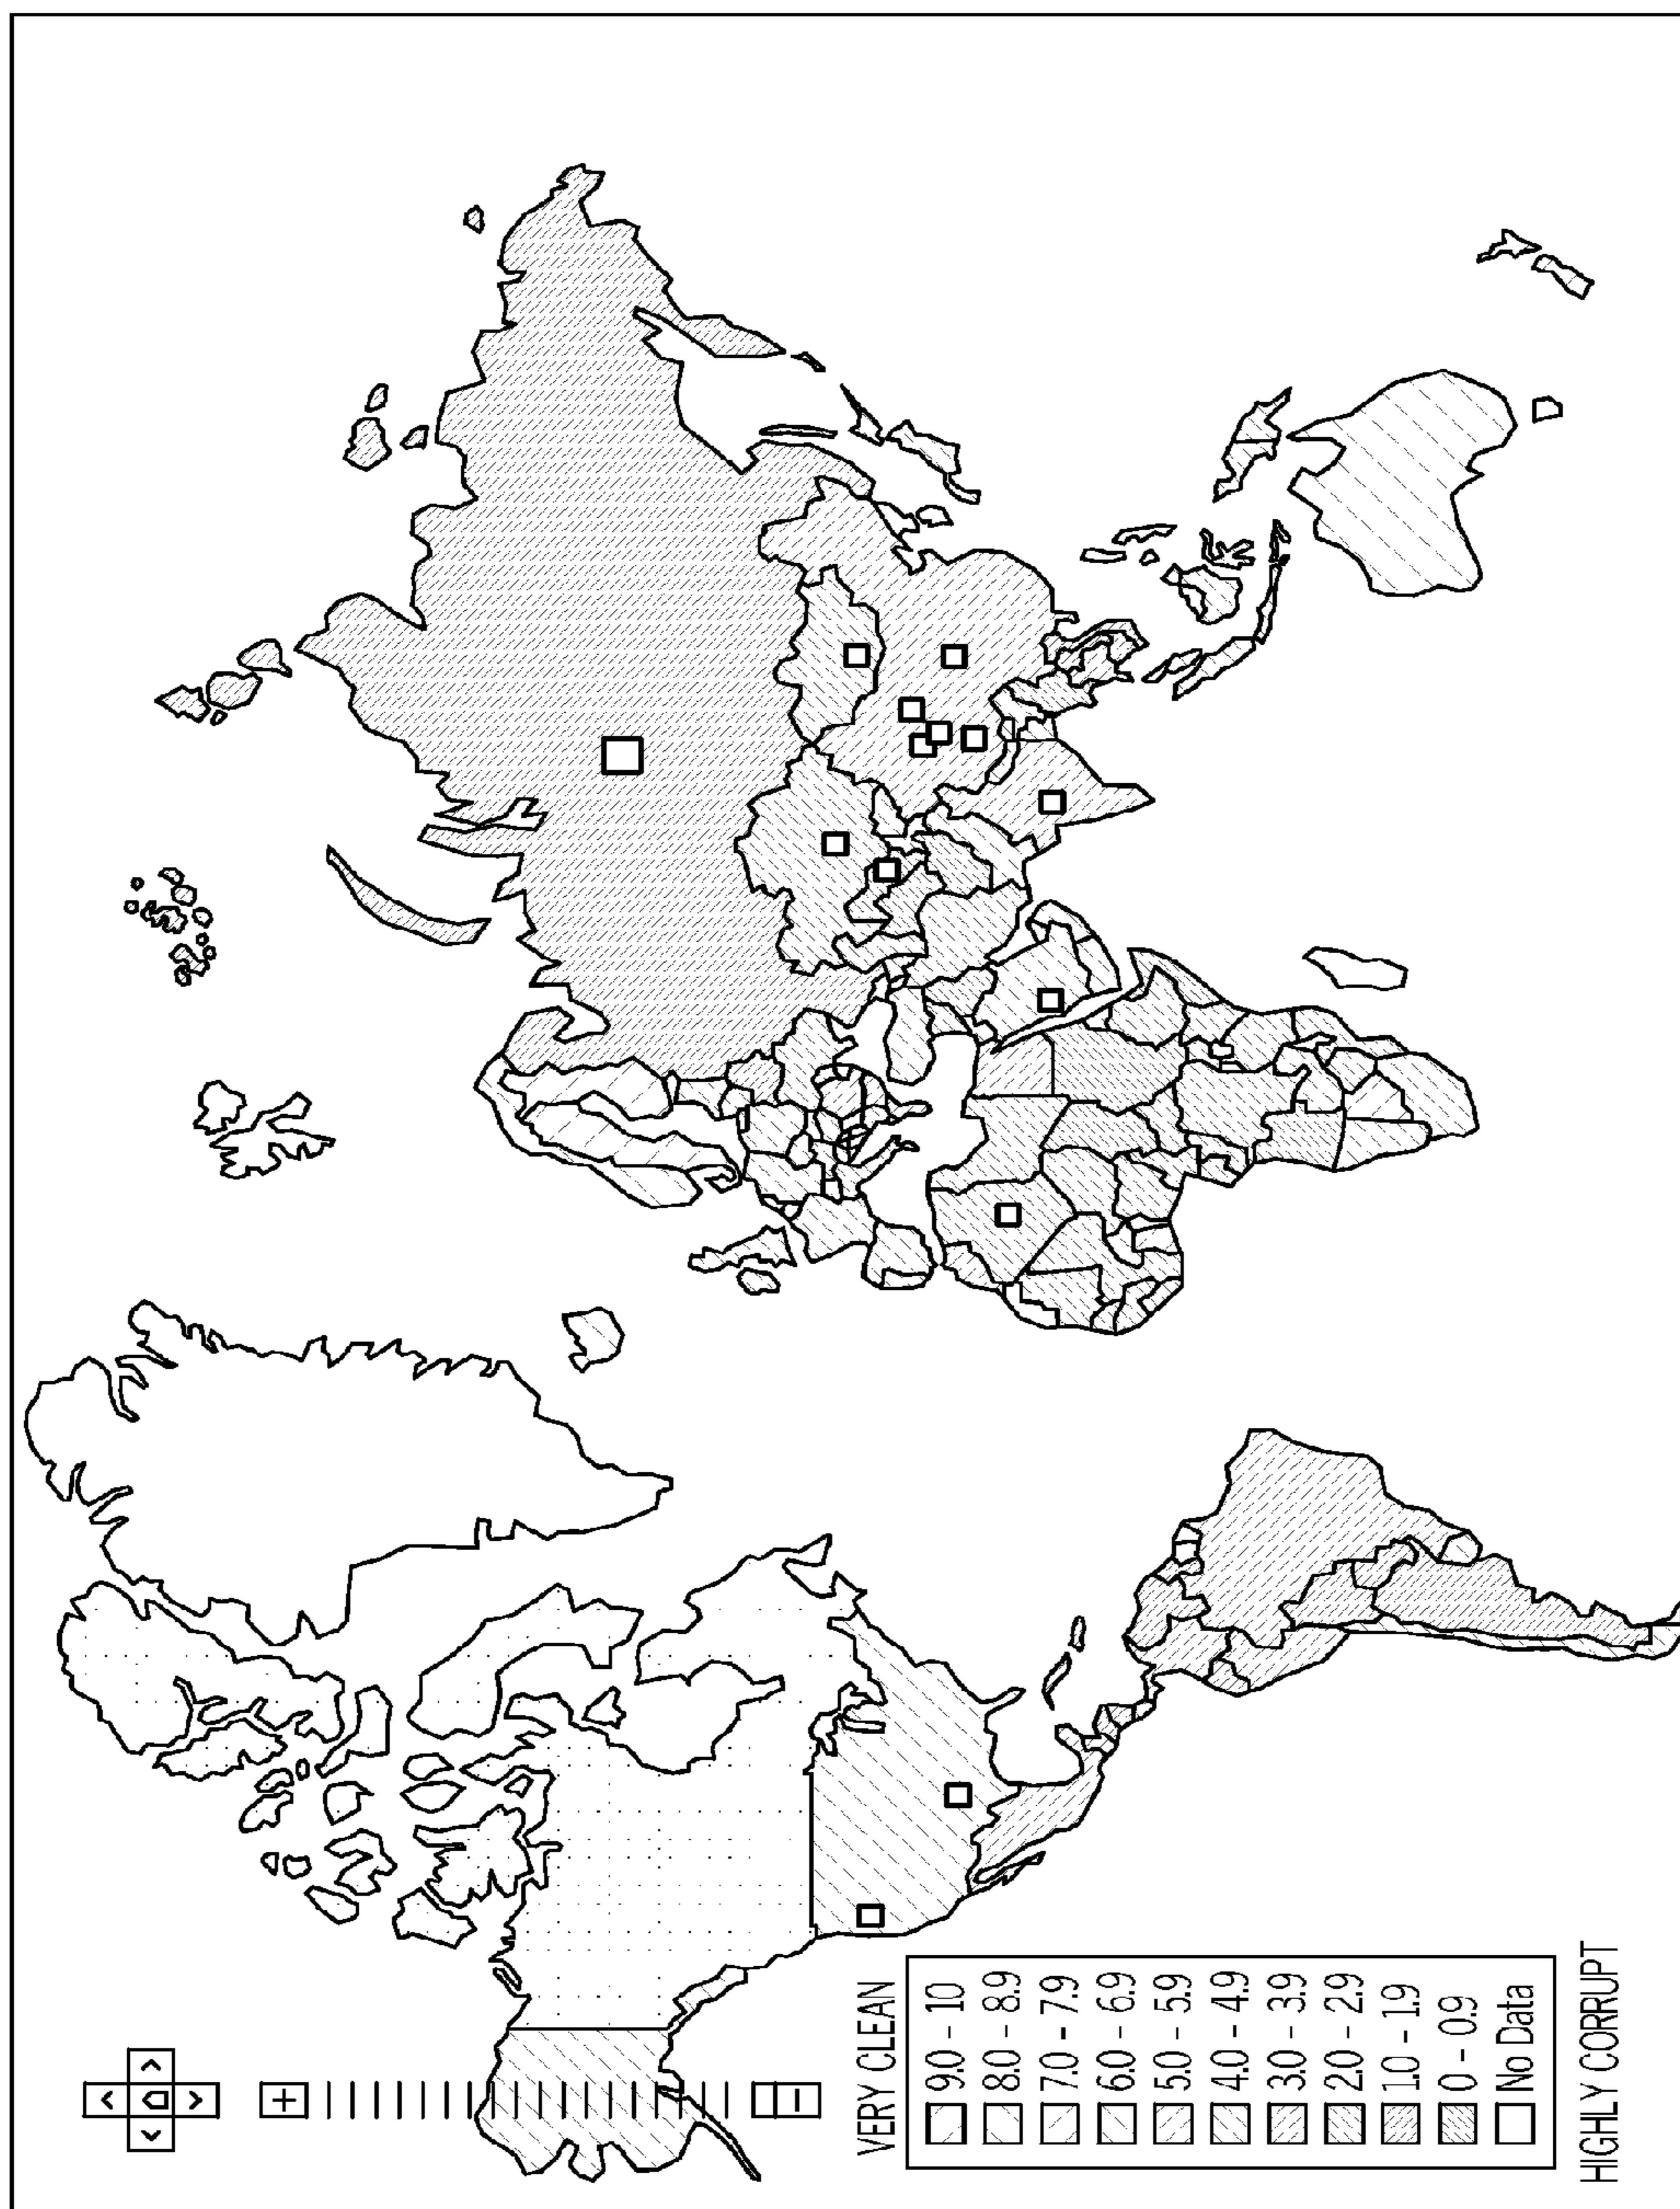 +
−
VERY CLEAN
9.0 - 10
8.0 - 8.9
7.0 - 7.9
6.0 - 6.9
5.0 - 5.9
4.0 - 4.9
3.0 - 3.9
2.0 - 2.9
1.0 - 1.9
0 - 0.9
No Data
HIGHLY CORRUPT